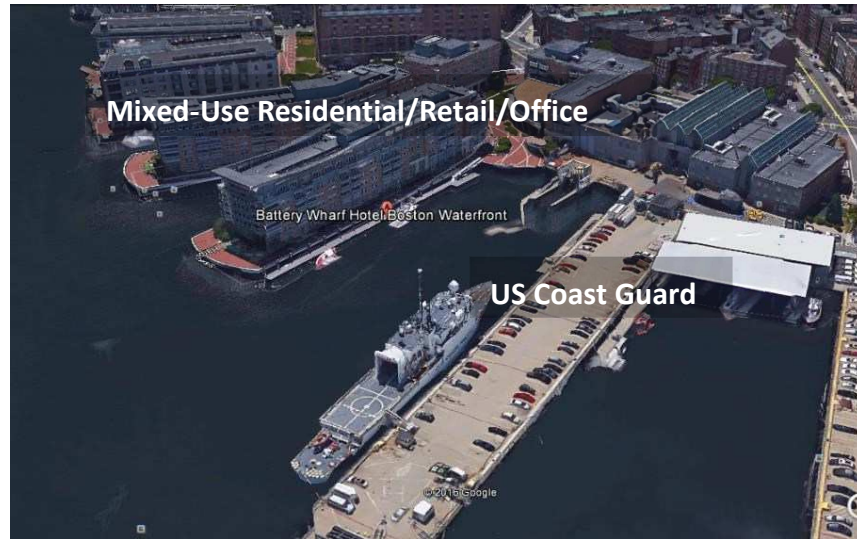 Mixed-Use Residential/Retail/Office
Battery Wharf Hotel Boston Waterfront
US Coast Guard
© 2016 Google